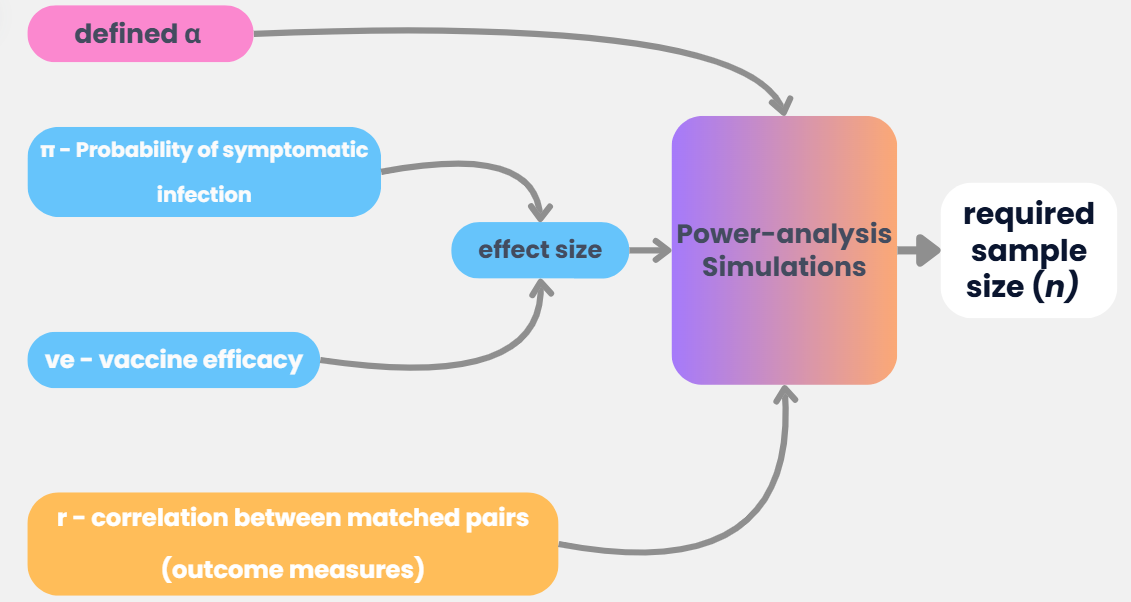 defined α
π - Probability of symptomatic
infection
effect size
ve - vaccine efficacy
r - correlation between matched pairs
(outcome measures)
Power-analysis
Simulations
required
sample
size (n)